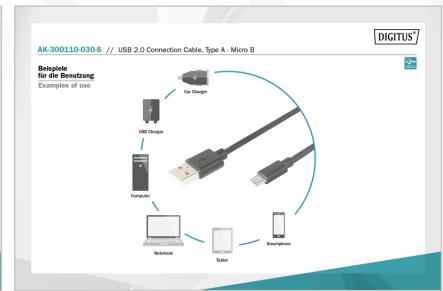 DIGITUS®
AK-300110-030-S // USB 2.0 Connection Cable, Type A - Micro B
Beispiele
für die Benutzung
Examples of use
Car Charger
USB Charger
Computer
Notebook
Tablet
Smartphone